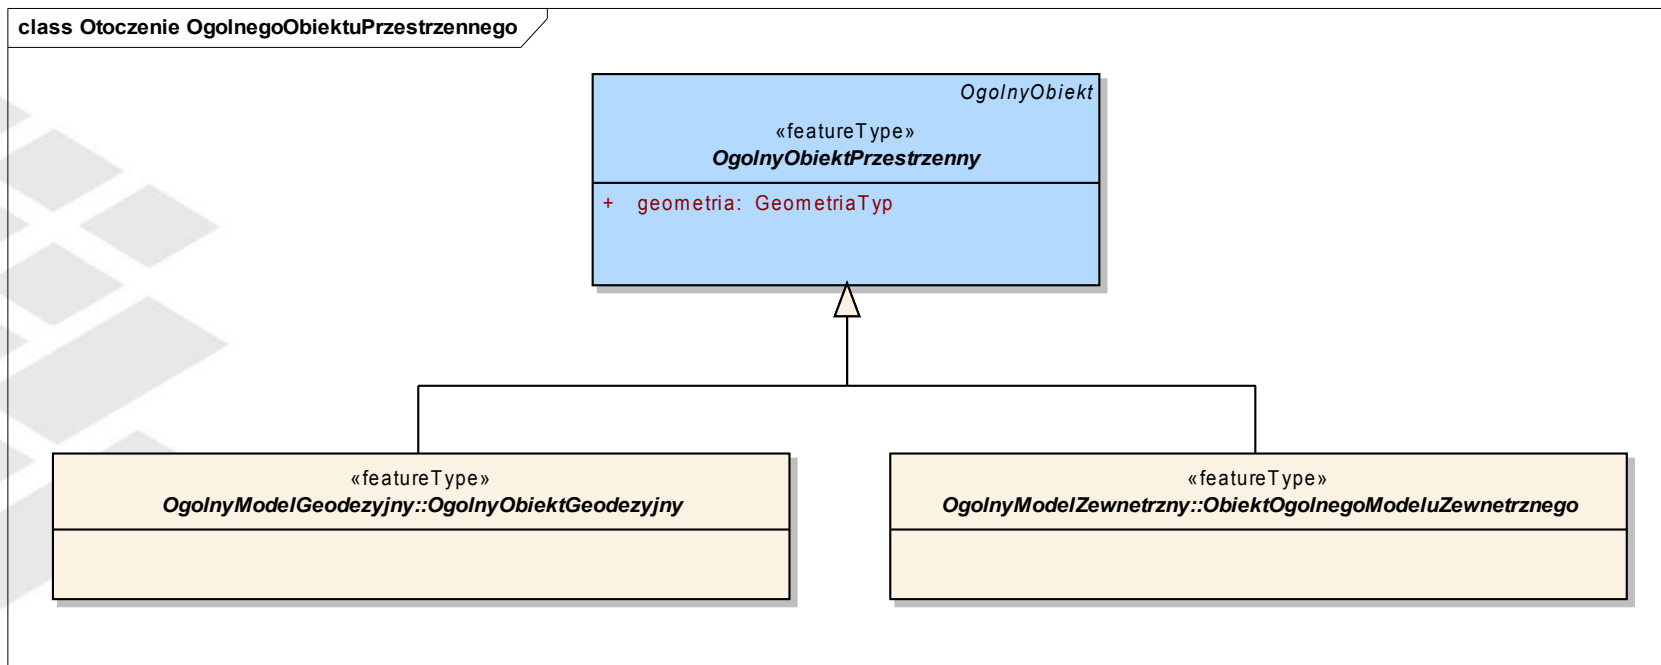 class Otoczenie OgolnegoObiektuPrzestrzennego
OgolnyObiekt
«featureType»
OgolnyObiektPrzestrzenny
+ geometria: GeometriaTyp
«featureType»
OgolnyModelGeodezyjny::OgolnyObiektGeodezyjny
«featureType»
OgolnyModelZewnetrzny::ObiektOgolnegoModeluZewnetrznego